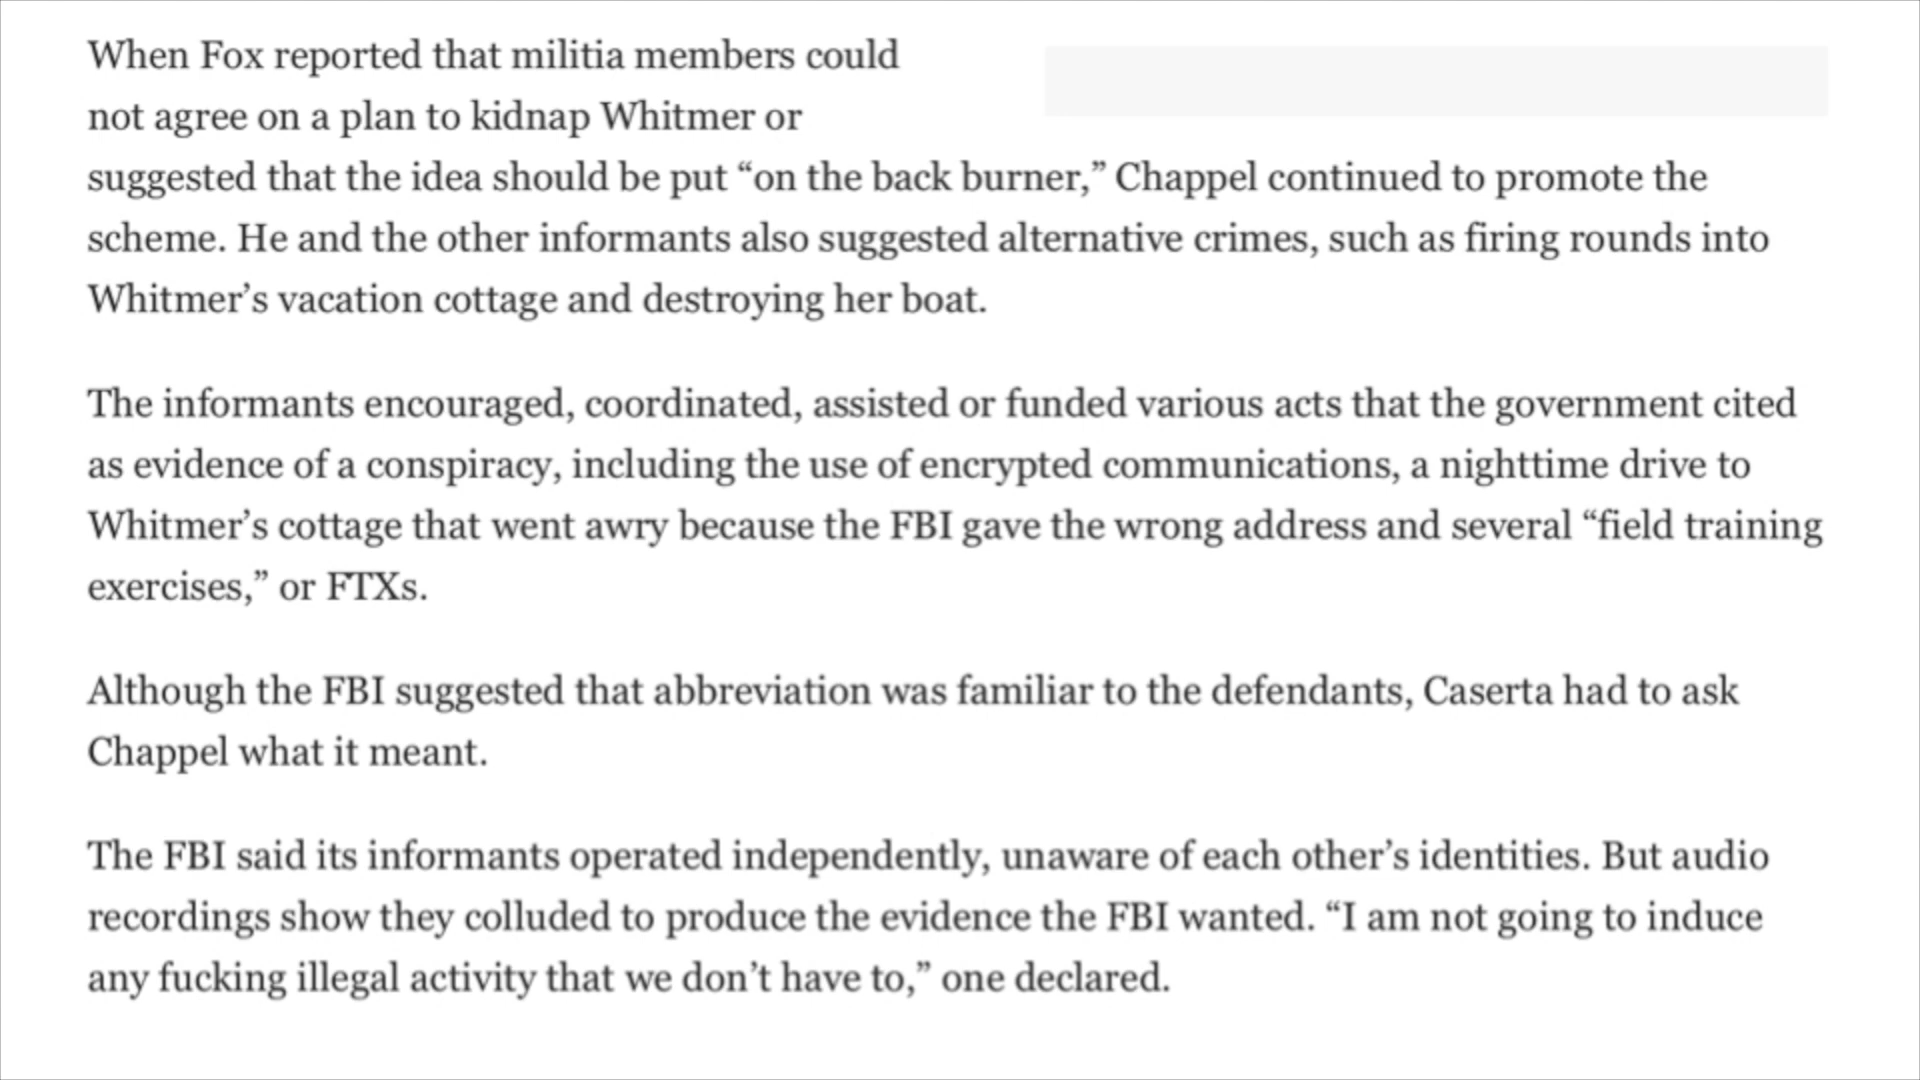 When Fox reported that militia members could
not agree on a plan to kidnap Whitmer or
suggested that the idea should be put “on the back burner,” Chappel continued to promote the
scheme. He and the other informants also suggested alternative crimes, such as firing rounds into
Whitmer’s vacation cottage and destroying her boat.
The informants encouraged, coordinated, assisted or funded various acts that the government cited
as evidence of a conspiracy, including the use of encrypted communications, a nighttime drive to
Whitmer’s cottage that went awry because the FBI gave the wrong address and several “field training
exercises,” or FTXs.
Although the FBI suggested that abbreviation was familiar to the defendants, Caserta had to ask
Chappel what it meant.
The FBI said its informants operated independently, unaware of each other’s identities. But audio
recordings show they colluded to produce the evidence the FBI wanted. “I am not going to induce
any fucking illegal activity that we don’t have to,” one declared.